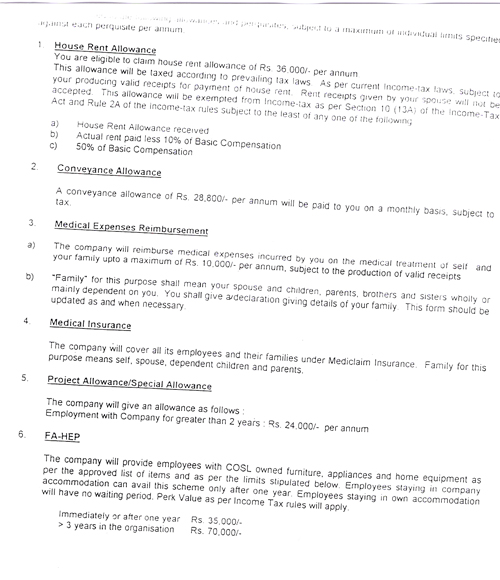 following allowances and perquisites, subject to a maximum of individual limits specified
against each perquisite per annum.
1. House Rent Allowance
You are eligible to claim house rent allowance of Rs. 36,000/- per annum
This allowance will be taxed according to prevailing tax laws. As per current Income-tax laws, subject to
your producing valid receipts for payment of house rent. Rent receipts given by your spouse will not be
accepted. This allowance will be exempted from Income-tax as per Section 10 (13A) of the Income-Tax
Act and Rule 2A of the income-tax rules subject to the least of any one of the following
a) House Rent Allowance received
b) Actual rent paid less 10% of Basic Compensation
c) 50% of Basic Compensation
2. Conveyance Allowance
A conveyance allowance of Rs. 28,800/- per annum will be paid to you on a monthly basis, subject to
tax.
3. Medical Expenses Reimbursement
a) The company will reimburse medical expenses incurred by you on the medical treatment of self and
your family upto a maximum of Rs. 10,000/- per annum, subject to the production of valid receipts
b) "Family" for this purpose shall mean your spouse and children, parents, brothers and sisters wholly or
mainly dependent on you. You shall give a declaration giving details of your family. This form should be
updated as and when necessary.
4. Medical Insurance
The company will cover all its employees and their families under Mediclaim Insurance. Family for this
purpose means self, spouse, dependent children and parents.
5. Project Allowance/Special Allowance
The company will give an allowance as follows :
Employment with Company for greater than 2 years : Rs. 24,000/- per annum
6. FA-HEP
The company will provide employees with COSL owned furniture, appliances and home equipment as
per the approved list of items and as per the limits stipulated below. Employees staying in company
accommodation can avail this scheme only after one year. Employees staying in own accommodation
will have no waiting period. Perk Value as per Income Tax rules will apply.
Immediately or after one year Rs. 35,000/-
> 3 years in the organisation Rs. 70,000/-